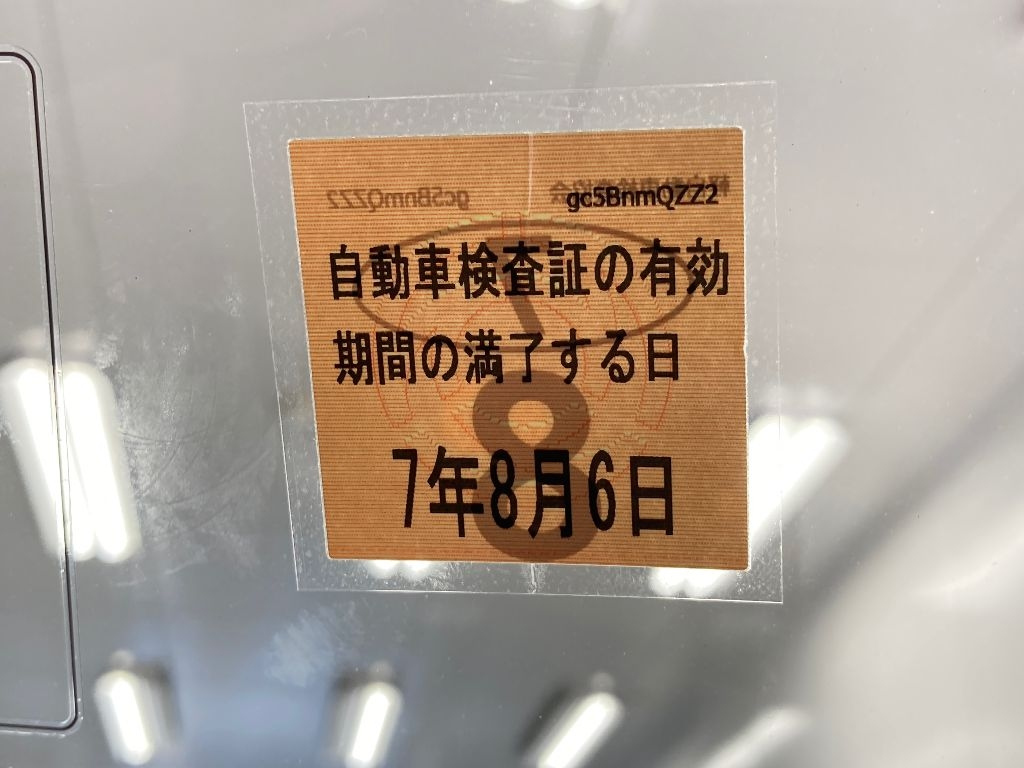 gc5BnmQZZ2
自動車検査証の有効
期間の満了する日
7年8月6日